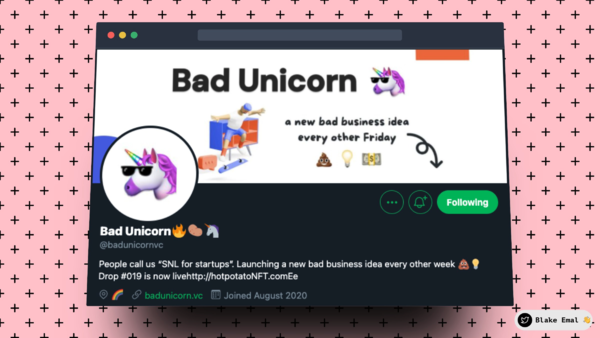 Bad Unicorn
a new bad business idea
every other Friday
Following
Bad Unicorn🔥🥔🦄
@badunicornvc
People call us “SNL for startups”. Launching a new bad business idea every other week 💩💡
Drop #019 is now livehttp://hotpotatoNFT.comEe
badunicorn.vc Joined August 2020
Blake Emal 👋